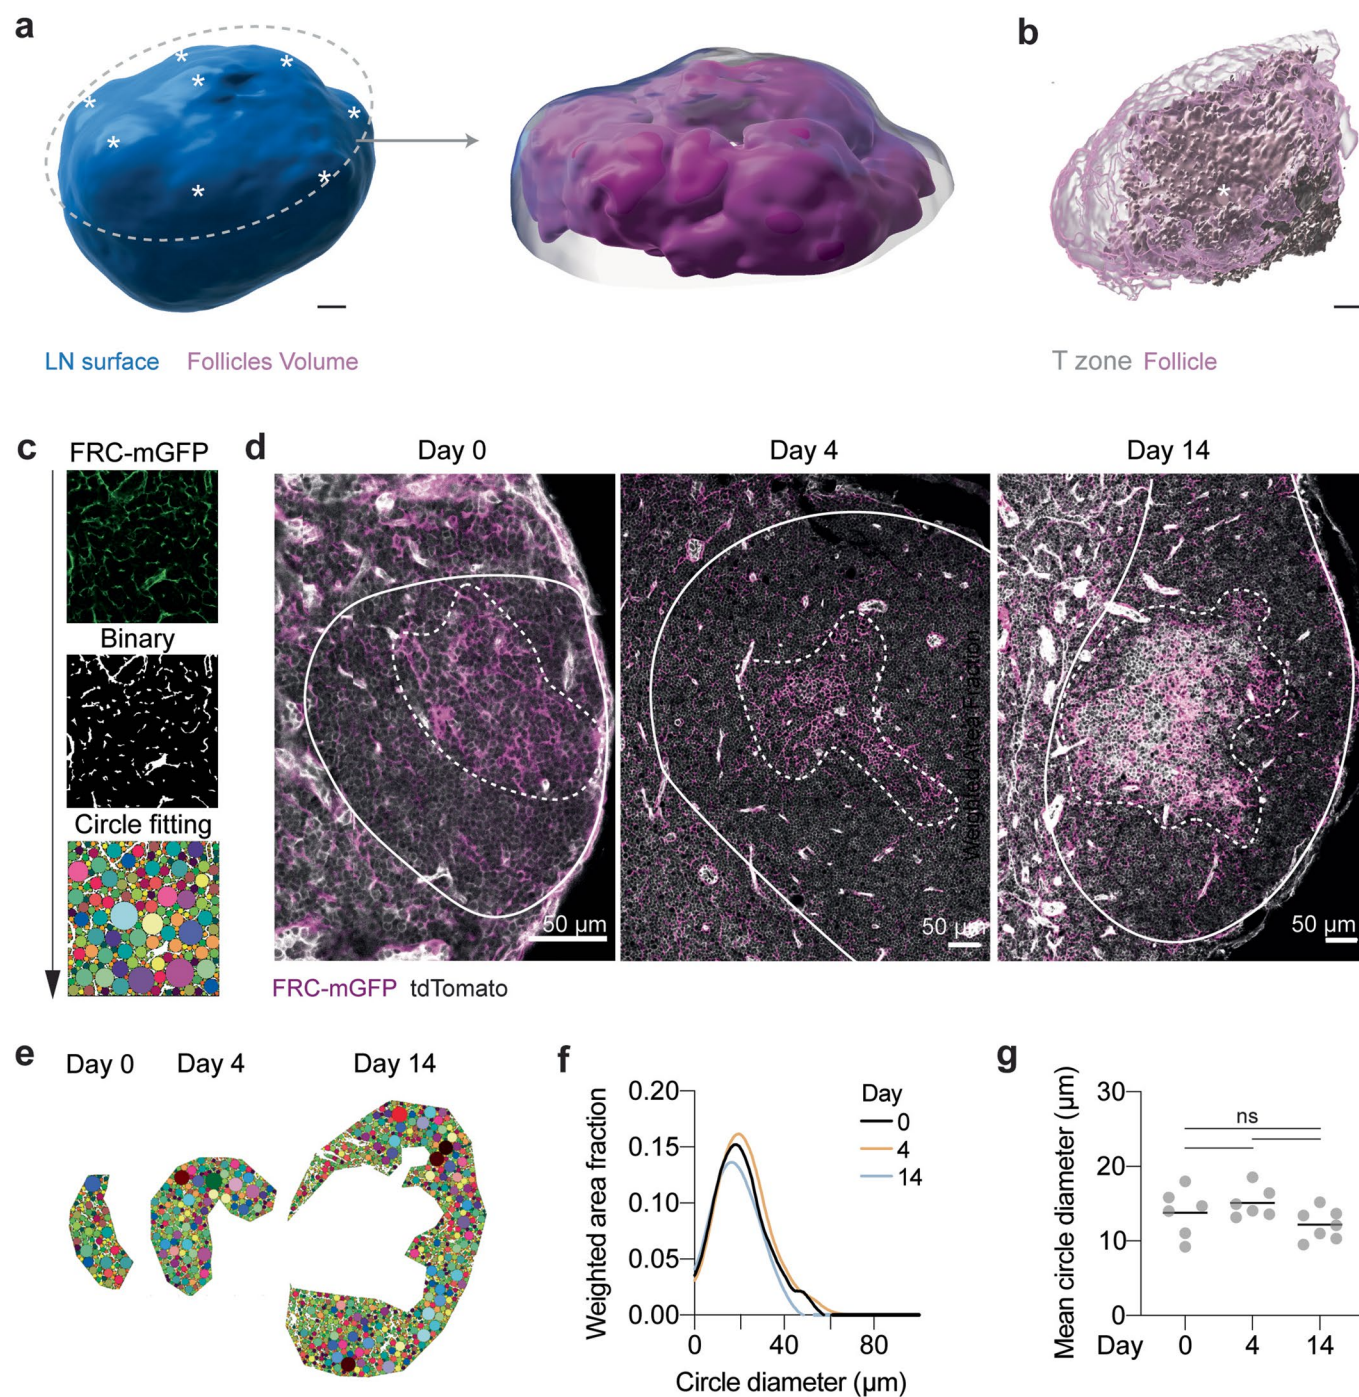 a
b
LN surface Follicles Volume
T zone Follicle
c
FRC-mGFP
Binary
Circle fitting
d
Day 0
Day 4
Day 14
Weighted Area Fraction
50 µm
50 µm
50 µm
FRC-mGFP tdTomato
e
Day 0
Day 4
Day 14
f
Weighted area fraction
0.20
0.15
0.10
0.05
0.00
0
40
80
Circle diameter (µm)
Day
0
4
14
g
Mean circle diameter (µm)
30
20
10
0
ns
Day 0 4 14